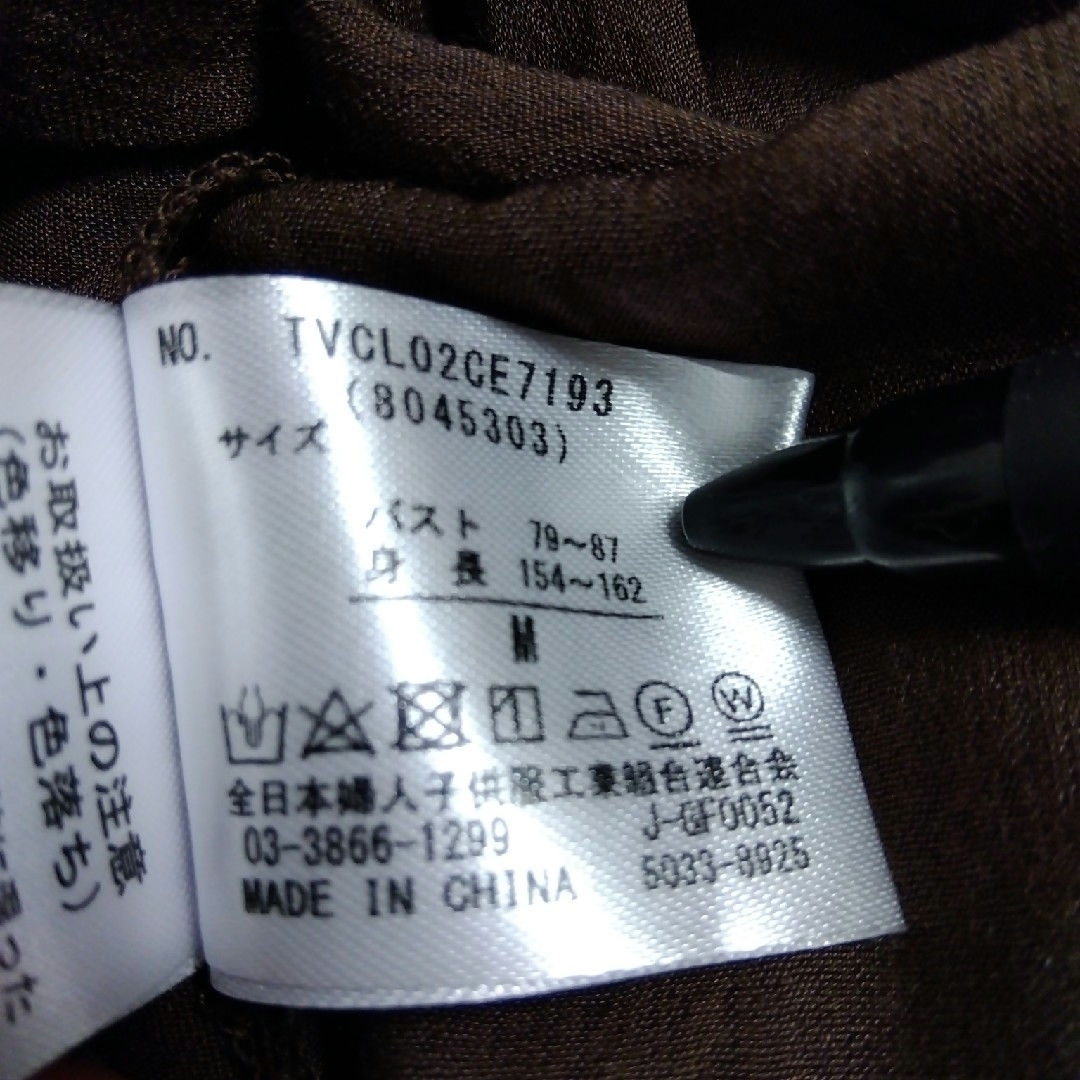 NO. TVCL02CE7193
(8045303)
サイズ
バスト 79~87
身長 154~162
M
F W
全日本婦人子供服工業組合連合会
03-3866-1299 J-GF0052
MADE IN CHINA 5033-8925
お取扱い上の注意
(色移り・色落ち)